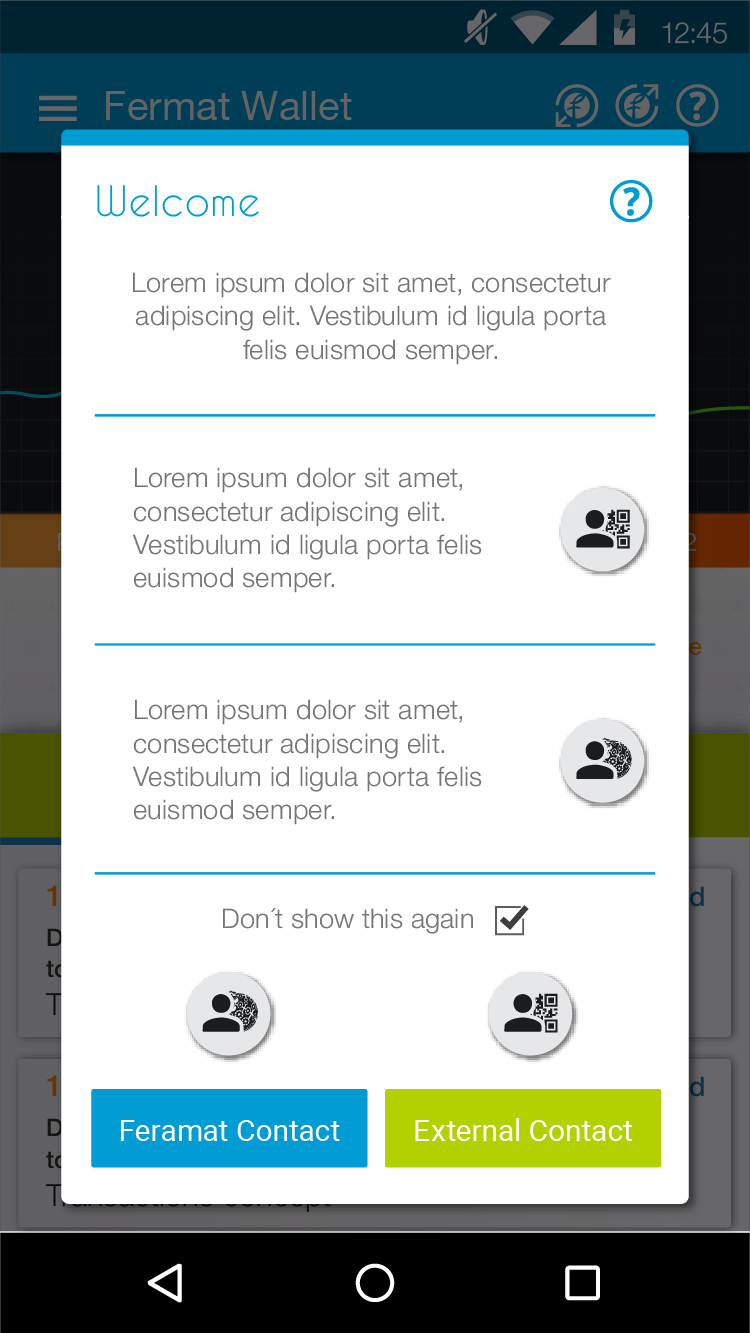 12:45
Fermat Wallet
Welcome
Lorem ipsum dolor sit amet, consectetur
adipiscing elit. Vestibulum id ligula porta
felis euismod semper.
Lorem ipsum dolor sit amet,
consectetur adipiscing elit.
Vestibulum id ligula porta felis
euismod semper.
Lorem ipsum dolor sit amet,
consectetur adipiscing elit.
Vestibulum id ligula porta felis
euismod semper.
Don´t show this again
Feramat Contact
External Contact